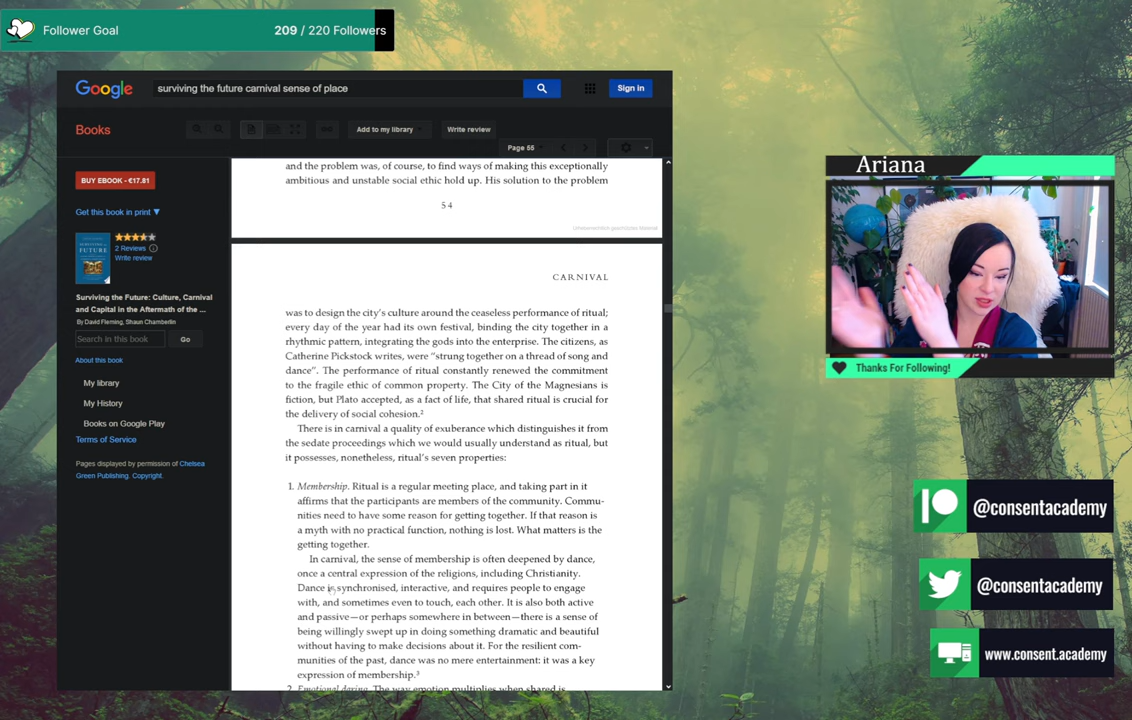 Follower Goal
209 / 220 Followers
Google
surviving the future carnival sense of place
Sign in
Books
Add to my library
Write review
Page 55
BUY EBOOK - €17.81
Get this book in print ▼
2 Reviews
Write review
Surviving the Future: Culture, Carnival
and Capital in the Aftermath of the ...
By David Fleming, Shaun Chamberlin
Search in this book
Go
About this book
My library
My History
Books on Google Play
Terms of Service
Pages displayed by permission of Chelsea
Green Publishing. Copyright.
and the problem was, of course, to find ways of making this exceptionally
ambitious and unstable social ethic hold up. His solution to the problem
54
CARNIVAL
was to design the city's culture around the ceaseless performance of ritual;
every day of the year had its own festival, binding the city together in a
rhythmic pattern, integrating the gods into the enterprise. The citizens, as
Catherine Pickstock writes, were "strung together on a thread of song and
dance". The performance of ritual constantly renewed the commitment
to the fragile ethic of common property. The City of the Magnesians is
fiction, but Plato accepted, as a fact of life, that shared ritual is crucial for
the delivery of social cohesion.²
There is in carnival a quality of exuberance which distinguishes it from
the sedate proceedings which we would usually understand as ritual, but
it possesses, nonetheless, ritual's seven properties:
1. Membership. Ritual is a regular meeting place, and taking part in it
affirms that the participants are members of the community. Commu-
nities need to have some reason for getting together. If that reason is
a myth with no practical function, nothing is lost. What matters is the
getting together.
In carnival, the sense of membership is often deepened by dance,
once a central expression of the religions, including Christianity.
Dance is synchronised, interactive, and requires people to engage
with, and sometimes even to touch, each other. It is also both active
and passive—or perhaps somewhere in between—there is a sense of
being willingly swept up in doing something dramatic and beautiful
without having to make decisions about it. For the resilient com-
munities of the past, dance was no mere entertainment: it was a key
expression of membership.³
2. Emotional daring. The way emotion multiplies when shared is
Ariana
Thanks For Following!
@consentacademy
@consentacademy
www.consent.academy